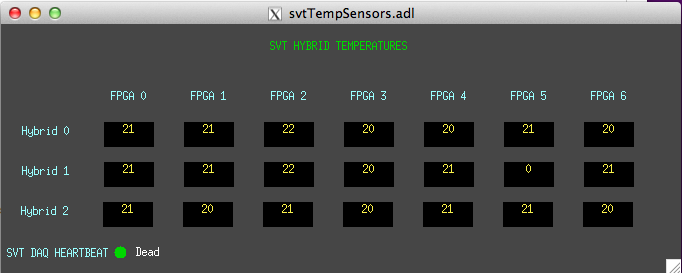 svtTempSensors.adl
SVT HYBRID TEMPERATURES
FPGA 0 FPGA 1 FPGA 2 FPGA 3 FPGA 4 FPGA 5 FPGA 6
Hybrid 0 21 21 22 20 20 21 20
Hybrid 1 21 21 22 20 21 0 21
Hybrid 2 21 20 21 20 21 21 20
SVT DAQ HEARTBEAT Dead